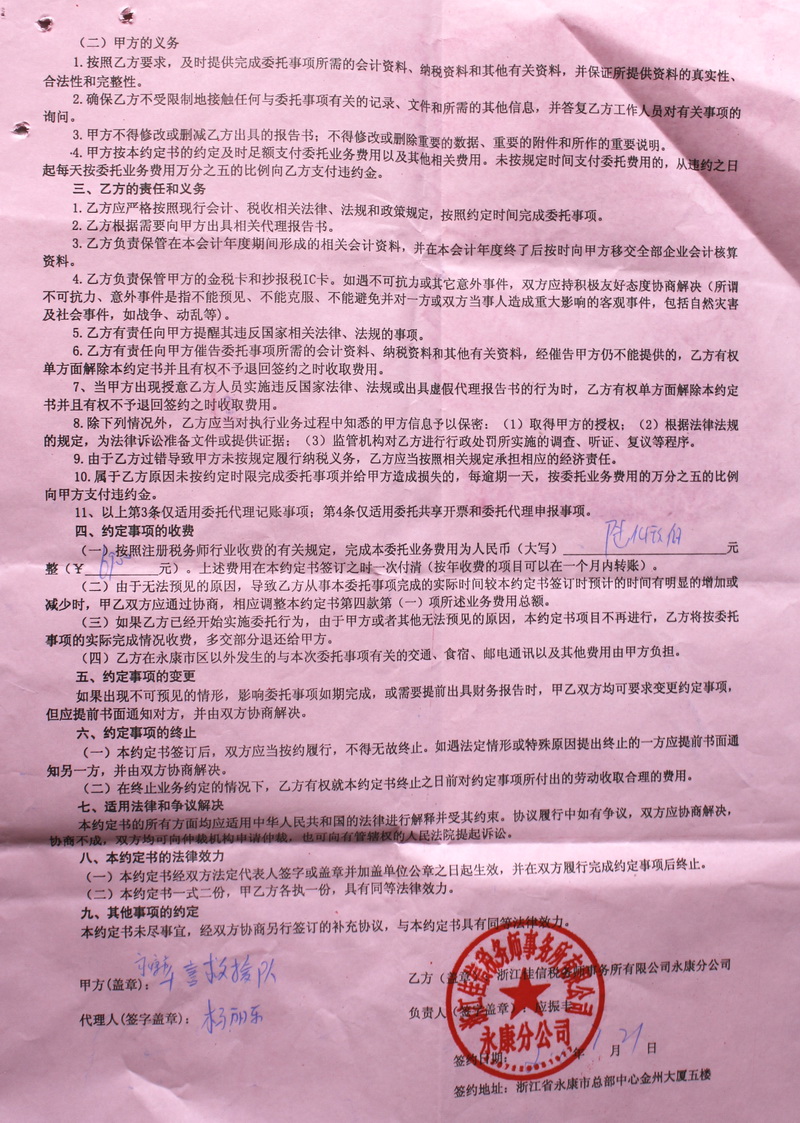 （二）甲方的义务
1.按照乙方要求，及时提供完成委托事项所需的会计资料、纳税资料和其他有关资料，并保证所提供资料的真实性、
合法性和完整性。
2.确保乙方不受限制地接触任何与委托事项有关的记录、文件和所需的其他信息，并答复乙方工作人员对有关事项的
询问。
3.甲方不得修改或删减乙方出具的报告书；不得修改或删除重要的数据、重要的附件和所作的重要说明。
4.甲方按本约定书的约定及时足额支付委托业务费用以及其他相关费用。未按规定时间支付委托费用的，从违约之日
起每天按委托业务费用万分之五的比例向乙方支付违约金。
三、乙方的责任和义务
1.乙方应严格按照现行会计、税收相关法律、法规和政策规定，按照约定时间完成委托事项。
2.乙方根据需要向甲方出具相关代理报告书。
3.乙方负责保管在本会计年度期间形成的相关会计资料，并在本会计年度终了后按时向甲方移交全部企业会计核算
资料。
4.乙方负责保管甲方的金税卡和抄报税IC卡。如遇不可抗力或其它意外事件，双方应持积极友好态度协商解决（所谓
不可抗力、意外事件是指不能预见、不能克服、不能避免并对一方或双方当事人造成重大影响的客观事件，包括自然灾害
及社会事件，如战争、动乱等)。
5.乙方有责任向甲方提醒其违反国家相关法律、法规的事项。
6.乙方有责任向甲方催告委托事项所需的会计资料、纳税资料和其他有关资料，经催告甲方仍不能提供的，乙方有权
单方面解除本约定书并且有权不予退回签约之时收取费用。
7、当甲方出现授意乙方人员实施违反国家法律、法规或出具虚假代理报告书的行为时，乙方有权单方面解除本约定
书并且有权不予退回签约之时收取费用。
8.除下列情况外，乙方应当对执行业务过程中知悉的甲方信息予以保密：（1）取得甲方的授权；（2）根据法律法规
的规定，为法律诉讼准备文件或提供证据；（3）监管机构对乙方进行行政处罚所实施的调查、听证、复议等程序。
9.由于乙方过错导致甲方未按规定履行纳税义务，乙方应当按照相关规定承担相应的经济责任。
10.属于乙方原因未按约定时限完成委托事项并给甲方造成损失的，每逾期一天，按委托业务费用的万分之五的比例
向甲方支付违约金。
11、以上第3条仅适用委托代理记账事项；第4条仅适用委托共享开票和委托代理申报事项。
四、约定事项的收费
（一）按照注册税务师行业收费的有关规定，完成本委托业务费用为人民币（大写）元
整（￥元）。上述费用在本约定书签订之时一次付清（按年收费的项目可以在一个月内转账）。
（二）由于无法预见的原因，导致乙方从事本委托事项完成的实际时间较本约定书签订时预计的时间有明显的增加或
减少时，甲乙双方应通过协商，相应调整本约定书第四款第（一）项所述业务费用总额。
（三）如果乙方已经开始实施委托行为，由于甲方或者其他无法预见的原因，本约定书项目不再进行，乙方将按委托
事项的实际完成情况收费，多交部分退还给甲方。
（四）乙方在永康市区以外发生的与本次委托事项有关的交通、食宿、邮电通讯以及其他费用由甲方负担。
五、约定事项的变更
如果出现不可预见的情形，影响委托事项如期完成，或需要提前出具财务报告时，甲乙双方均可要求变更约定事项，
但应提前书面通知对方，并由双方协商解决。
六、约定事项的终止
（一）本约定书签订后，双方应当按约履行，不得无故终止。如遇法定情形或特殊原因提出终止的一方应提前书面通
知另一方，并由双方协商解决。
（二）在终止业务约定的情况下，乙方有权就本约定书终止之日前对约定事项所付出的劳动收取合理的费用。
七、适用法律和争议解决
本约定书的所有方面均应适用中华人民共和国的法律进行解释并受其约束。协议履行中如有争议，双方应协商解决，
协商不成，双方均可向仲裁机构申请仲裁，也可向有管辖权的人民法院提起诉讼。
八、本约定书的法律效力
（一）本约定书经双方法定代表人签字或盖章并加盖单位公章之日起生效，并在双方履行完成约定事项后终止。
（二）本约定书一式二份，甲乙方各执一份，具有同等法律效力。
九、其他事项的约定
本约定书未尽事宜，经双方协商另行签订的补充协议，与本约定书具有同等法律效力。
甲方(盖章)：救援队
乙方（盖章 浙江佳信税务师事务所有限公司永康分公司
代理人(签字盖章)：杨丽乐
负责人（签字盖章）：应振丰
浙江佳信税务师事务所有限公司
永康分公司
签约日期：年1月21日
签约地址：浙江省永康市总部中心金州大厦五楼